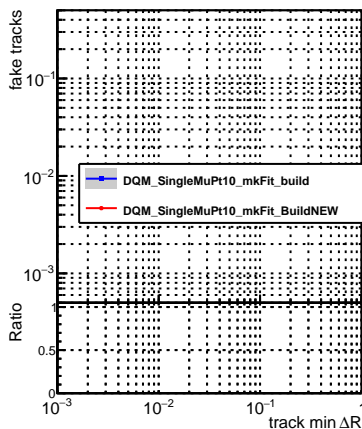 fake tracks
10⁻¹
10⁻²
10⁻³
DQM_SingleMuPt10_mkFit_build
DQM_SingleMuPt10_mkFit_BuildNEW
Ratio
1
0.5
0
10⁻³
10⁻²
10⁻¹
1
track min ΔR